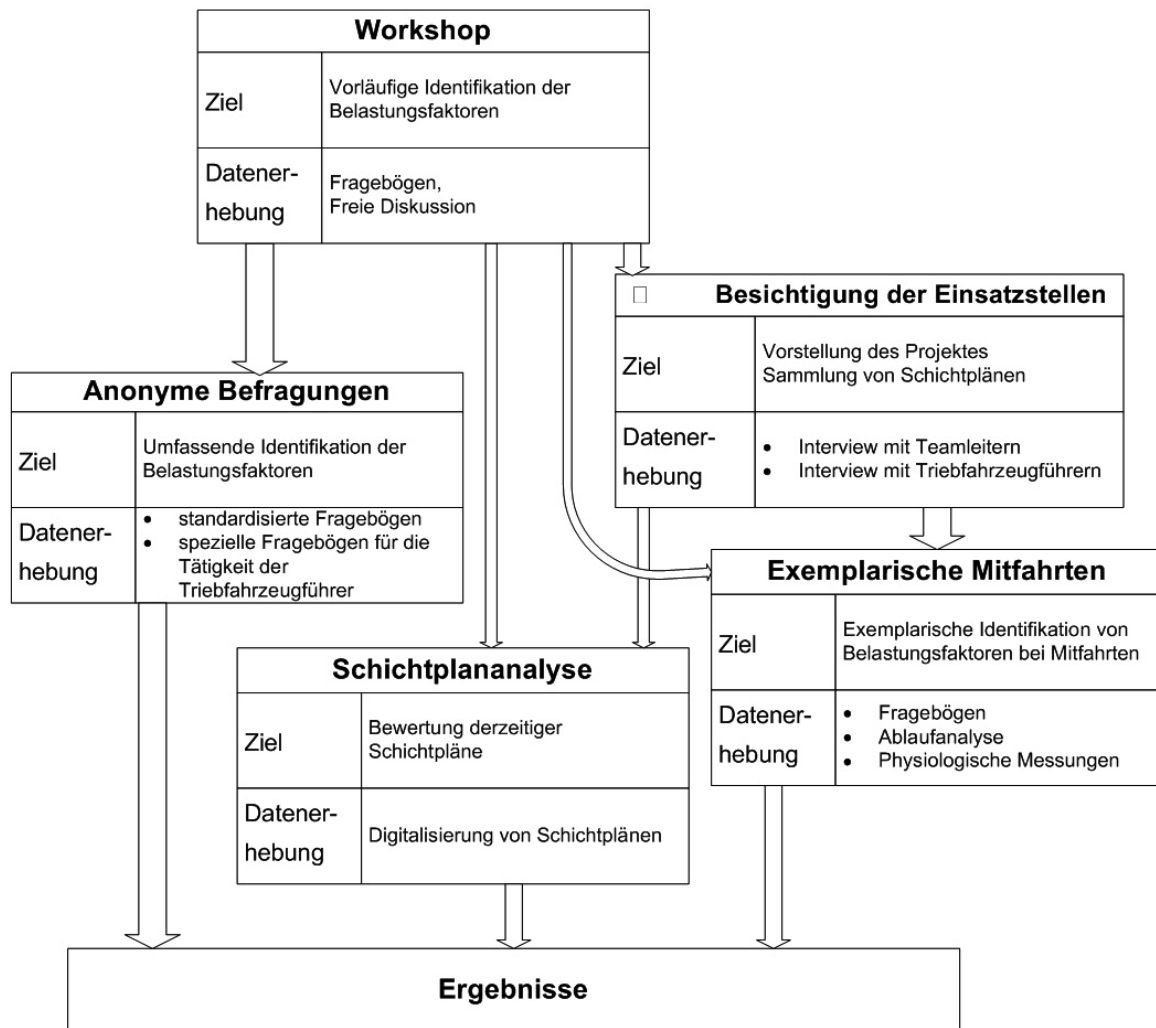 Workshop
Ziel
Vorläufige Identifikation der
Belastungsfaktoren
Datener-
hebung
Fragebögen,
Freie Diskussion
Besichtigung der Einsatzstellen
Ziel
Vorstellung des Projektes
Sammlung von Schichtplänen
Datener-
hebung
• Interview mit Teamleitern
• Interview mit Triebfahrzeugführern
Anonyme Befragungen
Ziel
Umfassende Identifikation der
Belastungsfaktoren
Datener-
hebung
• standardisierte Fragebögen
• spezielle Fragebögen für die
Tätigkeit der
Triebfahrzeugführer
Exemplarische Mitfahrten
Ziel
Exemplarische Identifikation von
Belastungsfaktoren bei Mitfahrten
Datener-
hebung
• Fragebögen
• Ablaufanalyse
• Physiologische Messungen
Schichtplananalyse
Ziel
Bewertung derzeitiger
Schichtpläne
Datener-
hebung
Digitalisierung von Schichtplänen
Ergebnisse